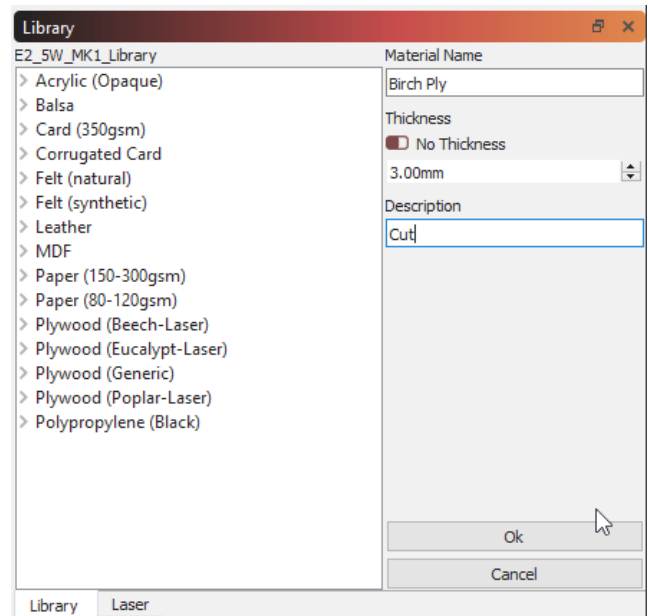 Library
E2_5W_MK1_Library
Acrylic (Opaque)
Balsa
Card (350gsm)
Corrugated Card
Felt (natural)
Felt (synthetic)
Leather
MDF
Paper (150-300gsm)
Paper (80-120gsm)
Plywood (Beech-Laser)
Plywood (Eucalypt-Laser)
Plywood (Generic)
Plywood (Poplar-Laser)
Polypropylene (Black)
Material Name
Birch Ply
Thickness
No Thickness
3.00mm
Description
Cut
Ok
Cancel
Library Laser